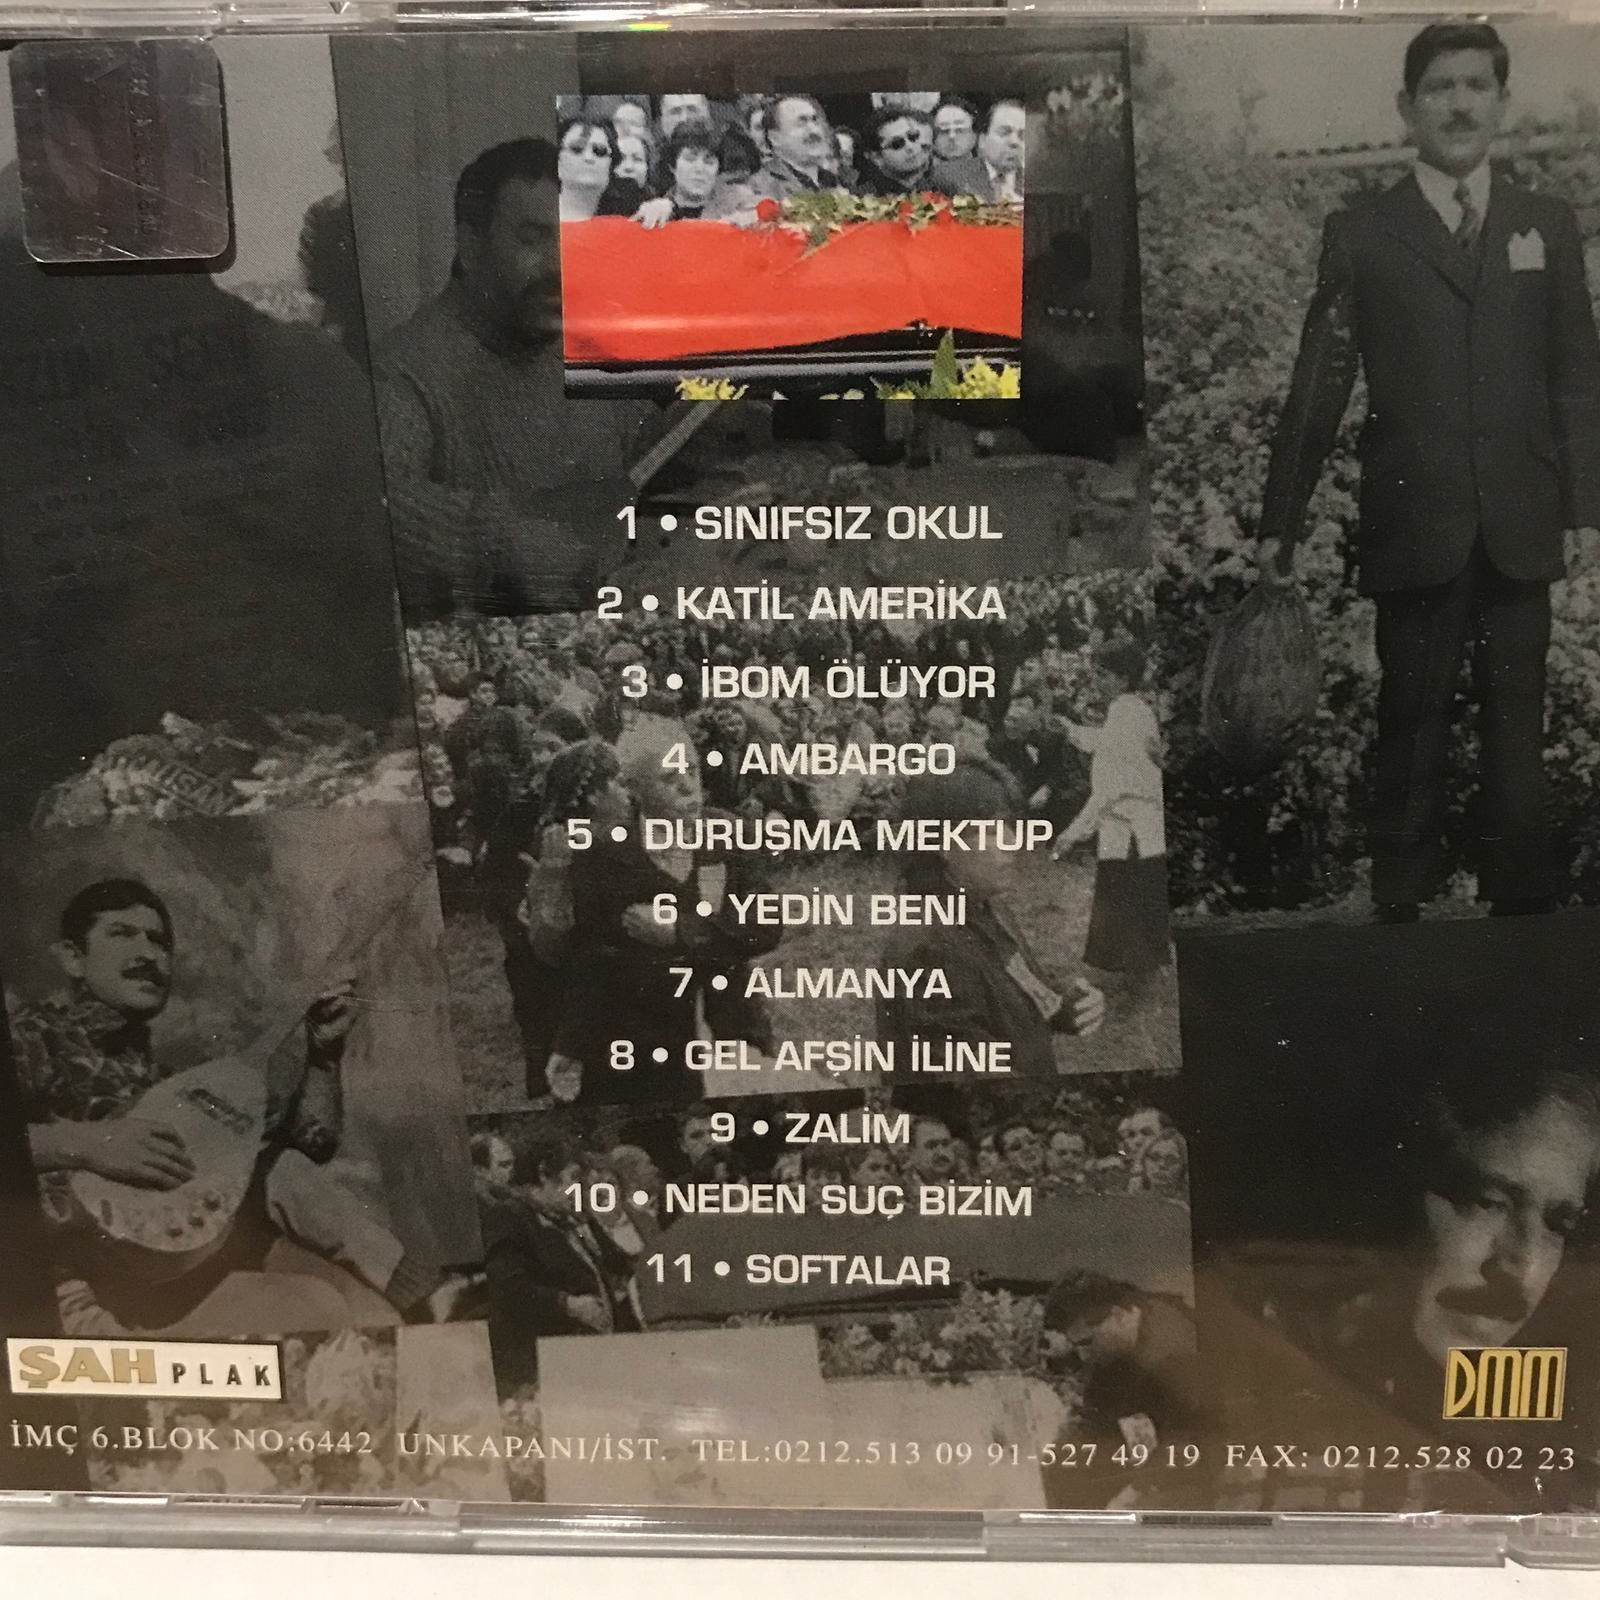 1 • SINIFSIZ OKUL
2 • KATİL AMERİKA
3 • İBOM ÖLÜYOR
4 • AMBARGO
5 • DURUŞMA MEKTUP
6 • YEDİN BENİ
7 • ALMANYA
8 • GEL AFŞİN İLİNE
9 • ZALİM
10 • NEDEN SUÇ BİZİM
11 • SOFTALAR
ŞAH PLAK
DMM
İMÇ 6.BLOK NO:6442 UNKAPANI/İST. TEL:0212.513 09 91-527 49 19 FAX: 0212.528 02 23